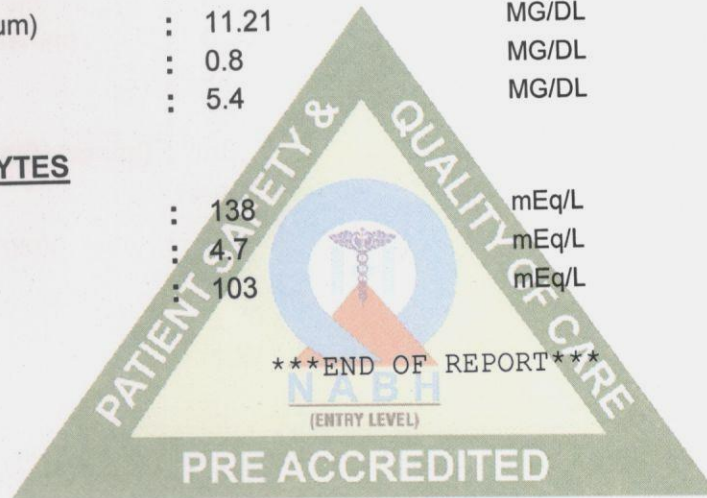 um) : 11.21 MG/DL
: 0.8 MG/DL
: 5.4 MG/DL
YTES
: 138 mEq/L
: 4.7 mEq/L
: 103 mEq/L
***END OF REPORT***
PATIENT SAFETY & QUALITY OF CARE
NABH
(ENTRY LEVEL)
PRE ACCREDITED